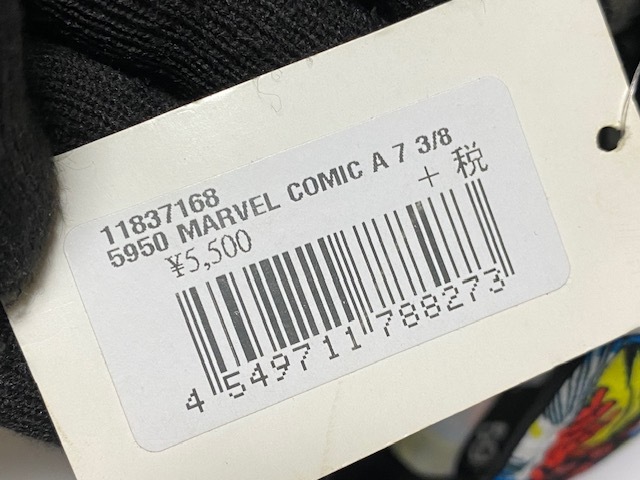 11837168
5950 MARVEL COMIC A 7 3/8
¥5,500 + 税
4 549711 788273